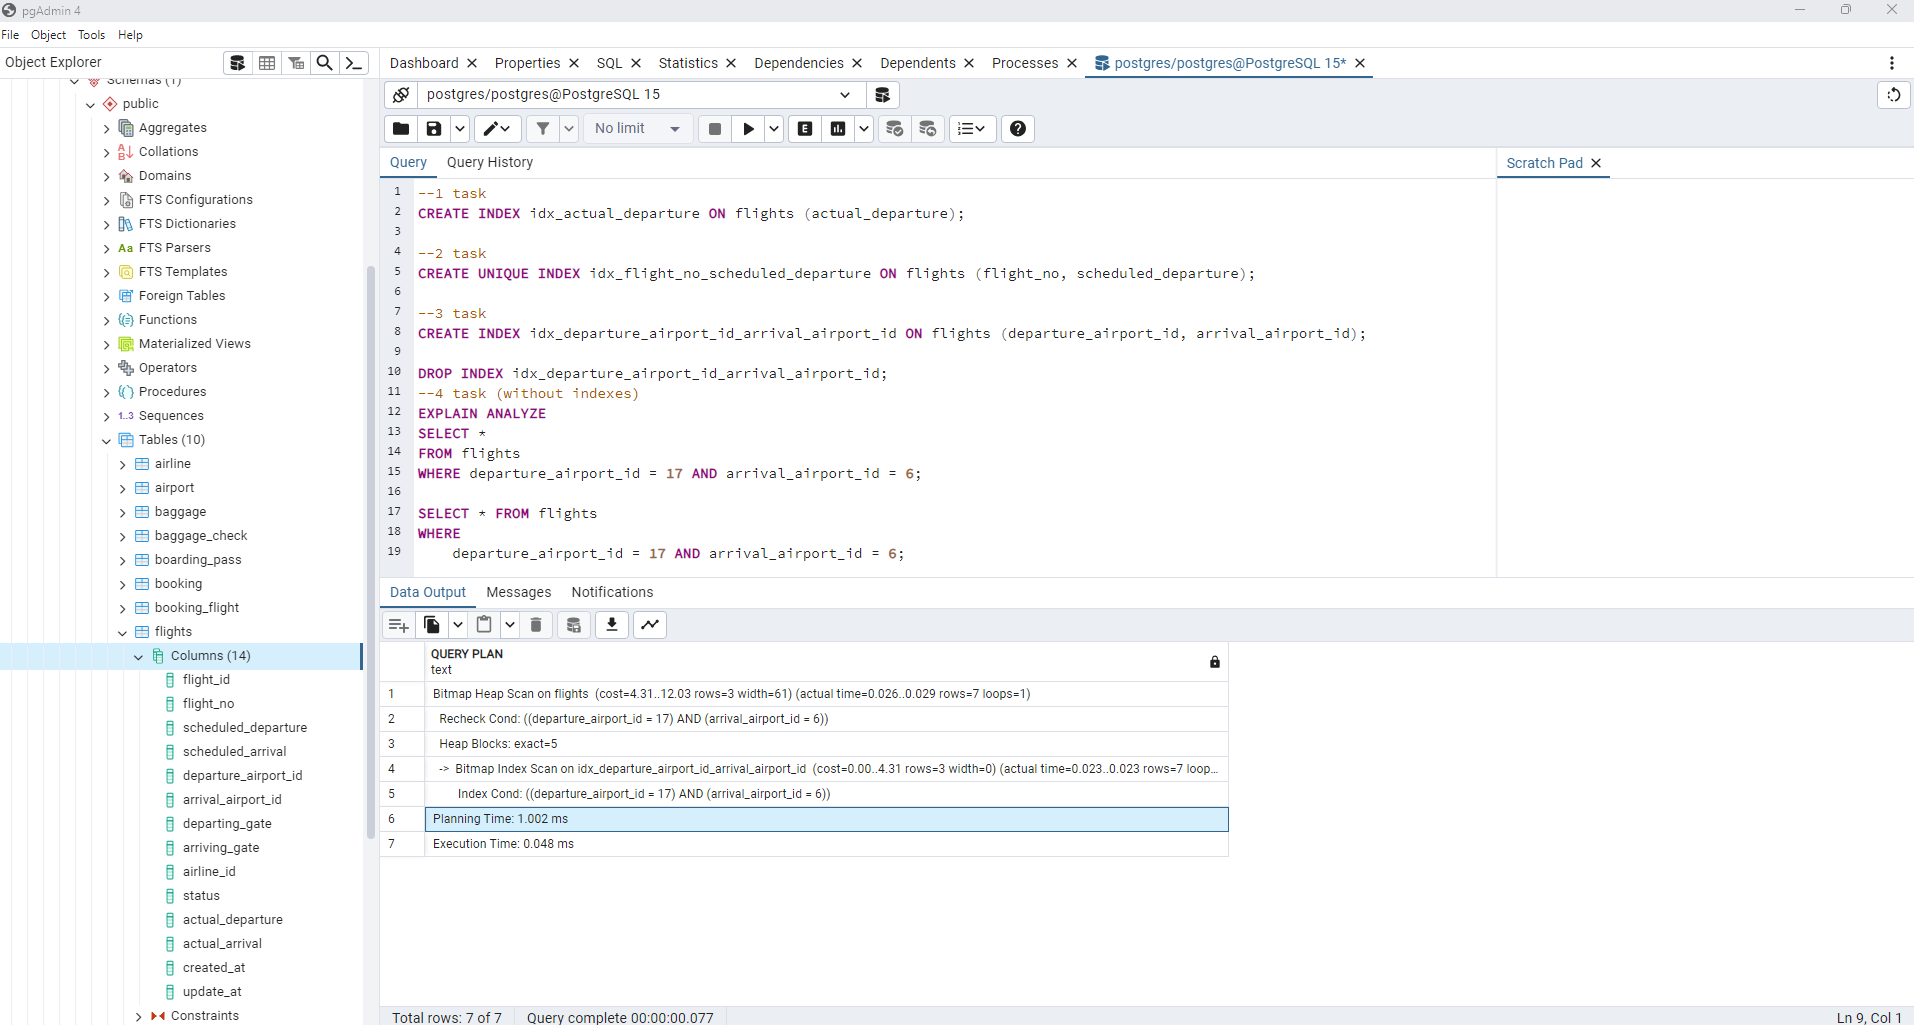 pgAdmin 4
File Object Tools Help
Object Explorer
Schemas (1)
public
Aggregates
Collations
Domains
FTS Configurations
FTS Dictionaries
Aa FTS Parsers
FTS Templates
Foreign Tables
Functions
Materialized Views
Operators
Procedures
1..3 Sequences
Tables (10)
airline
airport
baggage
baggage_check
boarding_pass
booking
booking_flight
flights
Columns (14)
flight_id
flight_no
scheduled_departure
scheduled_arrival
departure_airport_id
arrival_airport_id
departing_gate
arriving_gate
airline_id
status
actual_departure
actual_arrival
created_at
update_at
Constraints
Dashboard Properties SQL Statistics Dependencies Dependents Processes postgres/postgres@PostgreSQL 15*
postgres/postgres@PostgreSQL 15
No limit
Query Query History
Scratch Pad
1 --1 task
2 CREATE INDEX idx_actual_departure ON flights (actual_departure);
3
4 --2 task
5 CREATE UNIQUE INDEX idx_flight_no_scheduled_departure ON flights (flight_no, scheduled_departure);
6
7 --3 task
8 CREATE INDEX idx_departure_airport_id_arrival_airport_id ON flights (departure_airport_id, arrival_airport_id);
9
10 DROP INDEX idx_departure_airport_id_arrival_airport_id;
11 --4 task (without indexes)
12 EXPLAIN ANALYZE
13 SELECT *
14 FROM flights
15 WHERE departure_airport_id = 17 AND arrival_airport_id = 6;
16
17 SELECT * FROM flights
18 WHERE
19 departure_airport_id = 17 AND arrival_airport_id = 6;
Data Output Messages Notifications
QUERY PLAN
text
1 Bitmap Heap Scan on flights (cost=4.31..12.03 rows=3 width=61) (actual time=0.026..0.029 rows=7 loops=1)
2 Recheck Cond: ((departure_airport_id = 17) AND (arrival_airport_id = 6))
3 Heap Blocks: exact=5
4 -> Bitmap Index Scan on idx_departure_airport_id_arrival_airport_id (cost=0.00..4.31 rows=3 width=0) (actual time=0.023..0.023 rows=7 loop...
5 Index Cond: ((departure_airport_id = 17) AND (arrival_airport_id = 6))
6 Planning Time: 1.002 ms
7 Execution Time: 0.048 ms
Total rows: 7 of 7 Query complete 00:00:00.077
Ln 9, Col 1